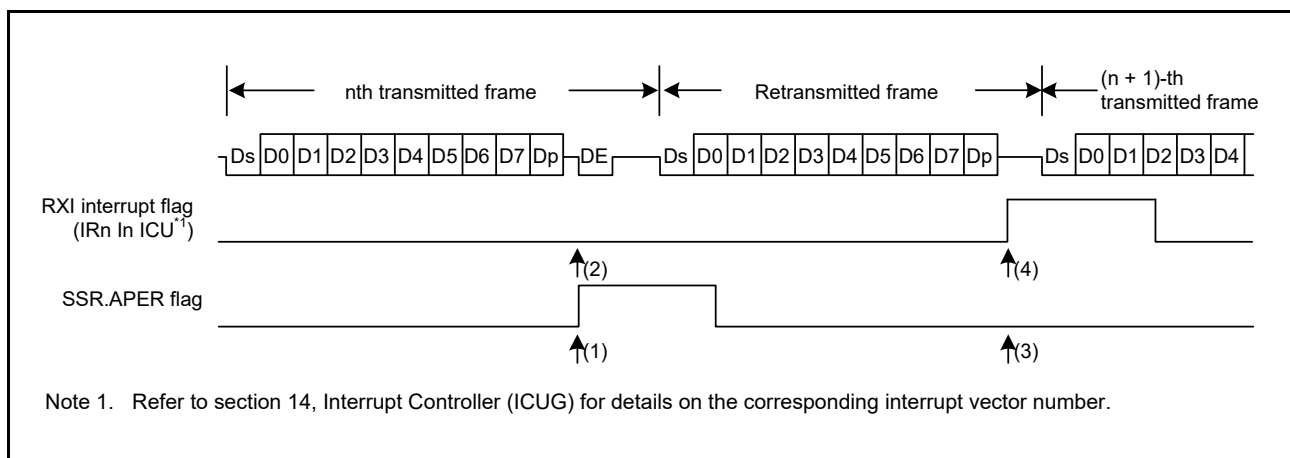 nth transmitted frame Retransmitted frame (n + 1)-th
transmitted frame
Ds D0 D1 D2 D3 D4 D5 D6 D7 Dp DE Ds D0 D1 D2 D3 D4 D5 D6 D7 Dp Ds D0 D1 D2 D3 D4
RXI interrupt flag
(IRn In ICU*1)
(2) (4)
SSR.APER flag
(1) (3)
Note 1. Refer to section 14, Interrupt Controller (ICUG) for details on the corresponding interrupt vector number.